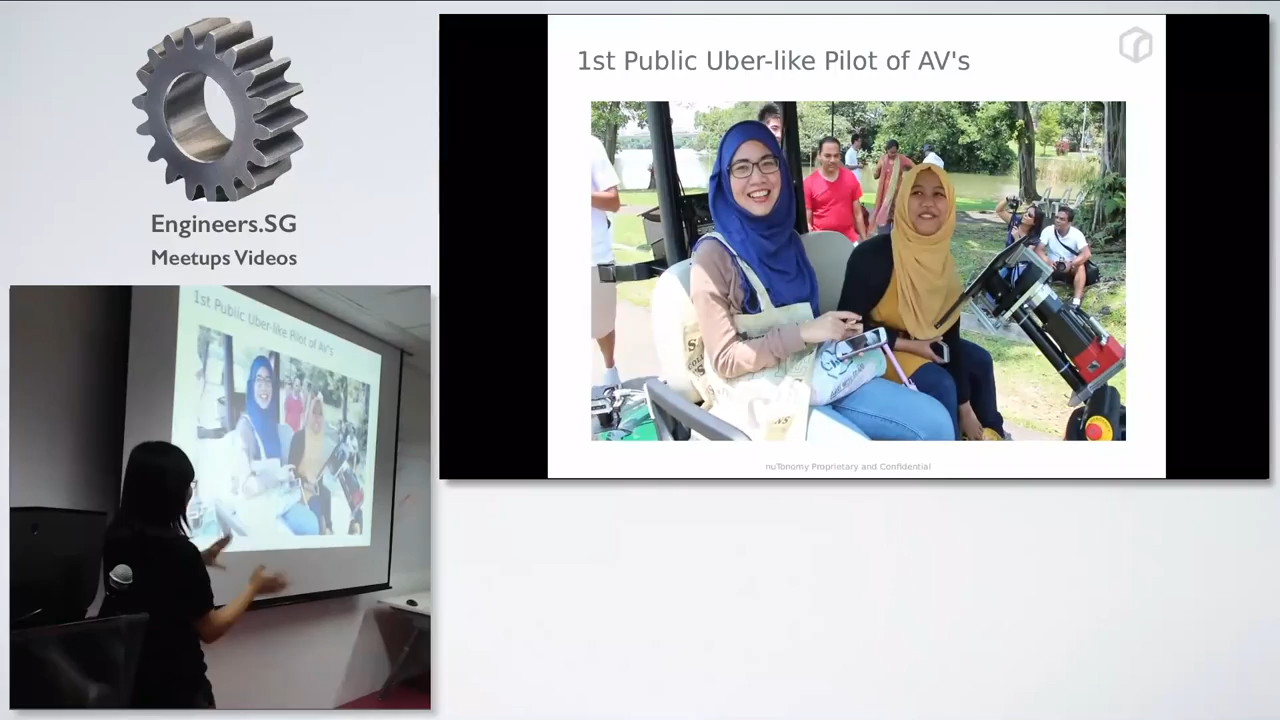 Engineers.SG
Meetups Videos
1st Public Uber-like Pilot of AV's
nuTonomy Proprietary and Confidential
1st Public Uber-like Pilot of AV's